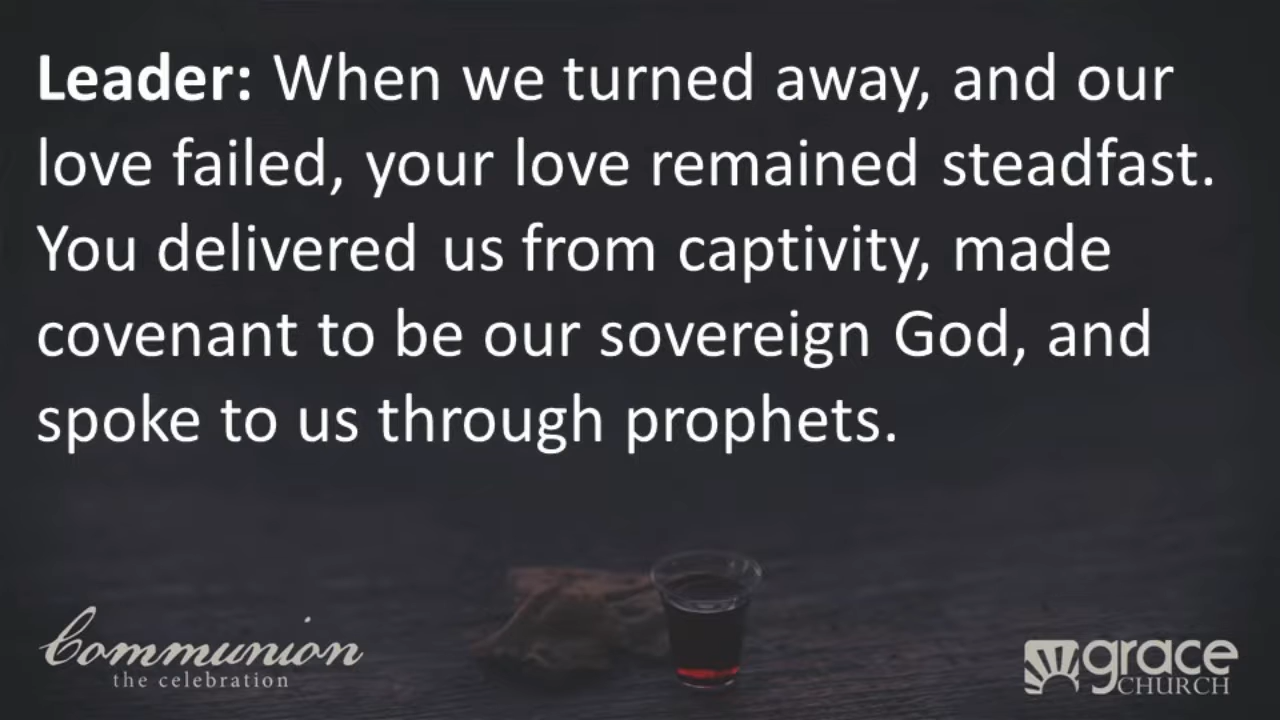 Leader: When we turned away, and our
love failed, your love remained steadfast.
You delivered us from captivity, made
covenant to be our sovereign God, and
spoke to us through prophets.
Communion
the celebration
grace
CHURCH